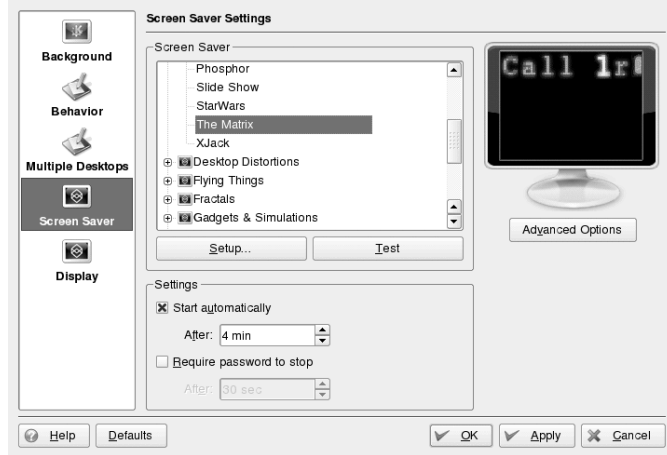 Screen Saver Settings
Background
Behavior
Multiple Desktops
Screen Saver
Display
Screen Saver
Phosphor
Slide Show
StarWars
The Matrix
XJack
Desktop Distortions
Flying Things
Fractals
Gadgets & Simulations
Setup...
Test
Call
Advanced Options
Settings
Start automatically
After: 4 min
Require password to stop
After: 30 sec
Help
Defaults
OK
Apply
Cancel